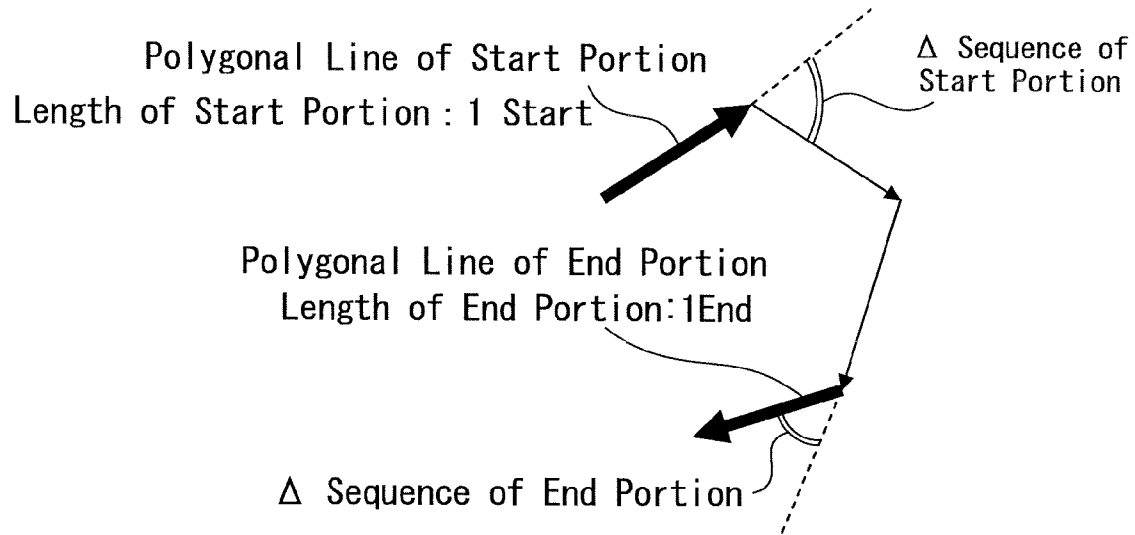 Polygonal Line of Start Portion
Length of Start Portion : 1 Start
Δ Sequence of
Start Portion
Polygonal Line of End Portion
Length of End Portion:1End
Δ Sequence of End Portion